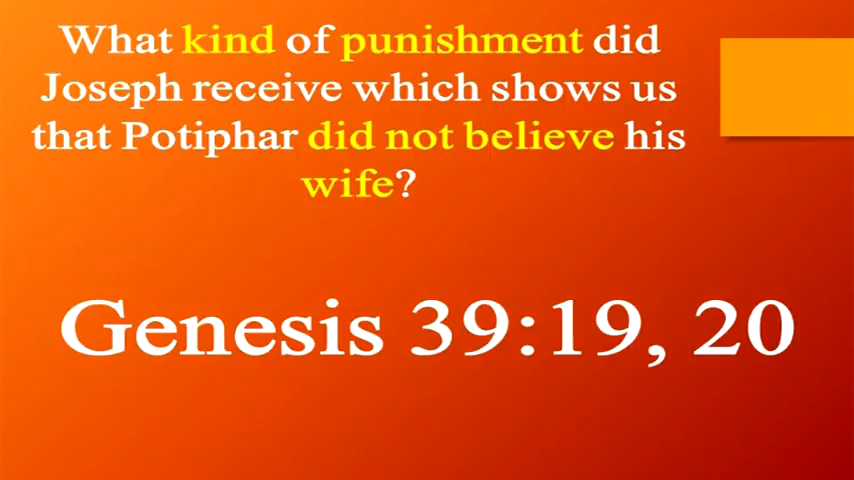 What kind of punishment did
Joseph receive which shows us
that Potiphar did not believe his
wife?
Genesis 39:19, 20